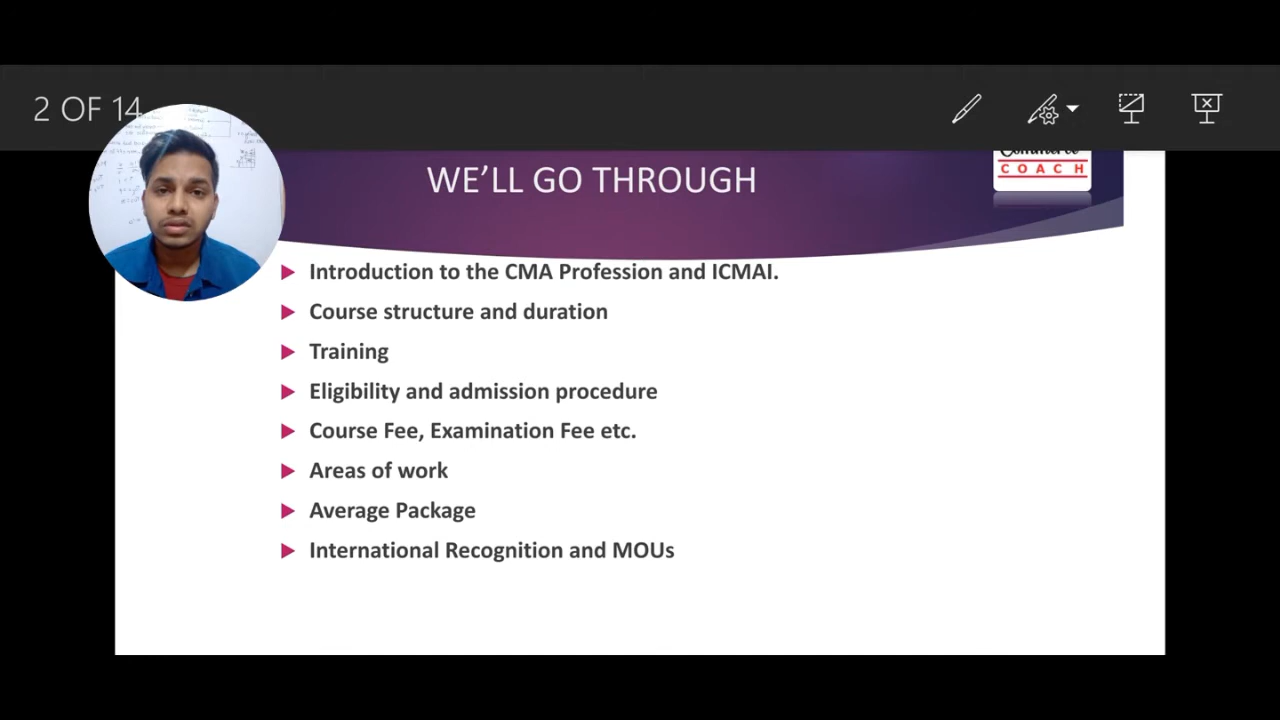 2 OF 14
WE’LL GO THROUGH
Commerce
COACH
Introduction to the CMA Profession and ICMAI.
Course structure and duration
Training
Eligibility and admission procedure
Course Fee, Examination Fee etc.
Areas of work
Average Package
International Recognition and MOUs